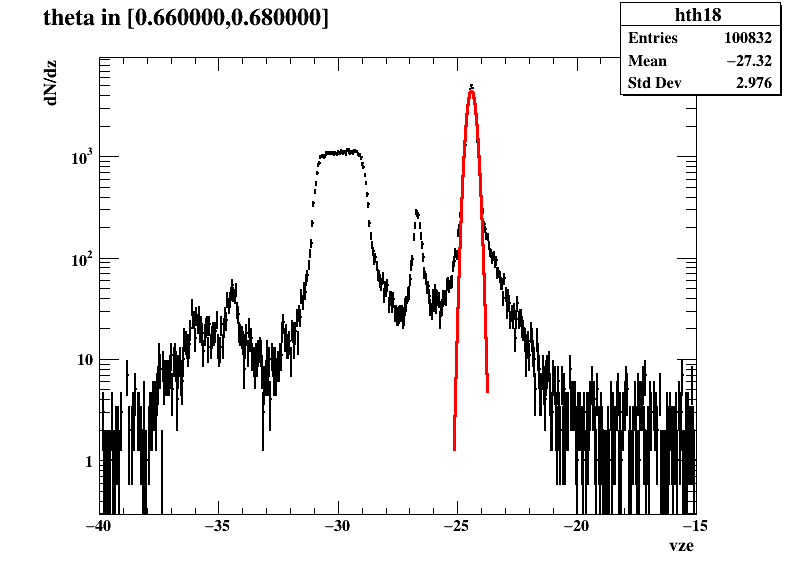 theta in [0.660000,0.680000]
hth18
Entries 100832
Mean −27.32
Std Dev 2.976
dN/dz
10³
10²
10
1
−40 −35 −30 −25 −20 −15
vze